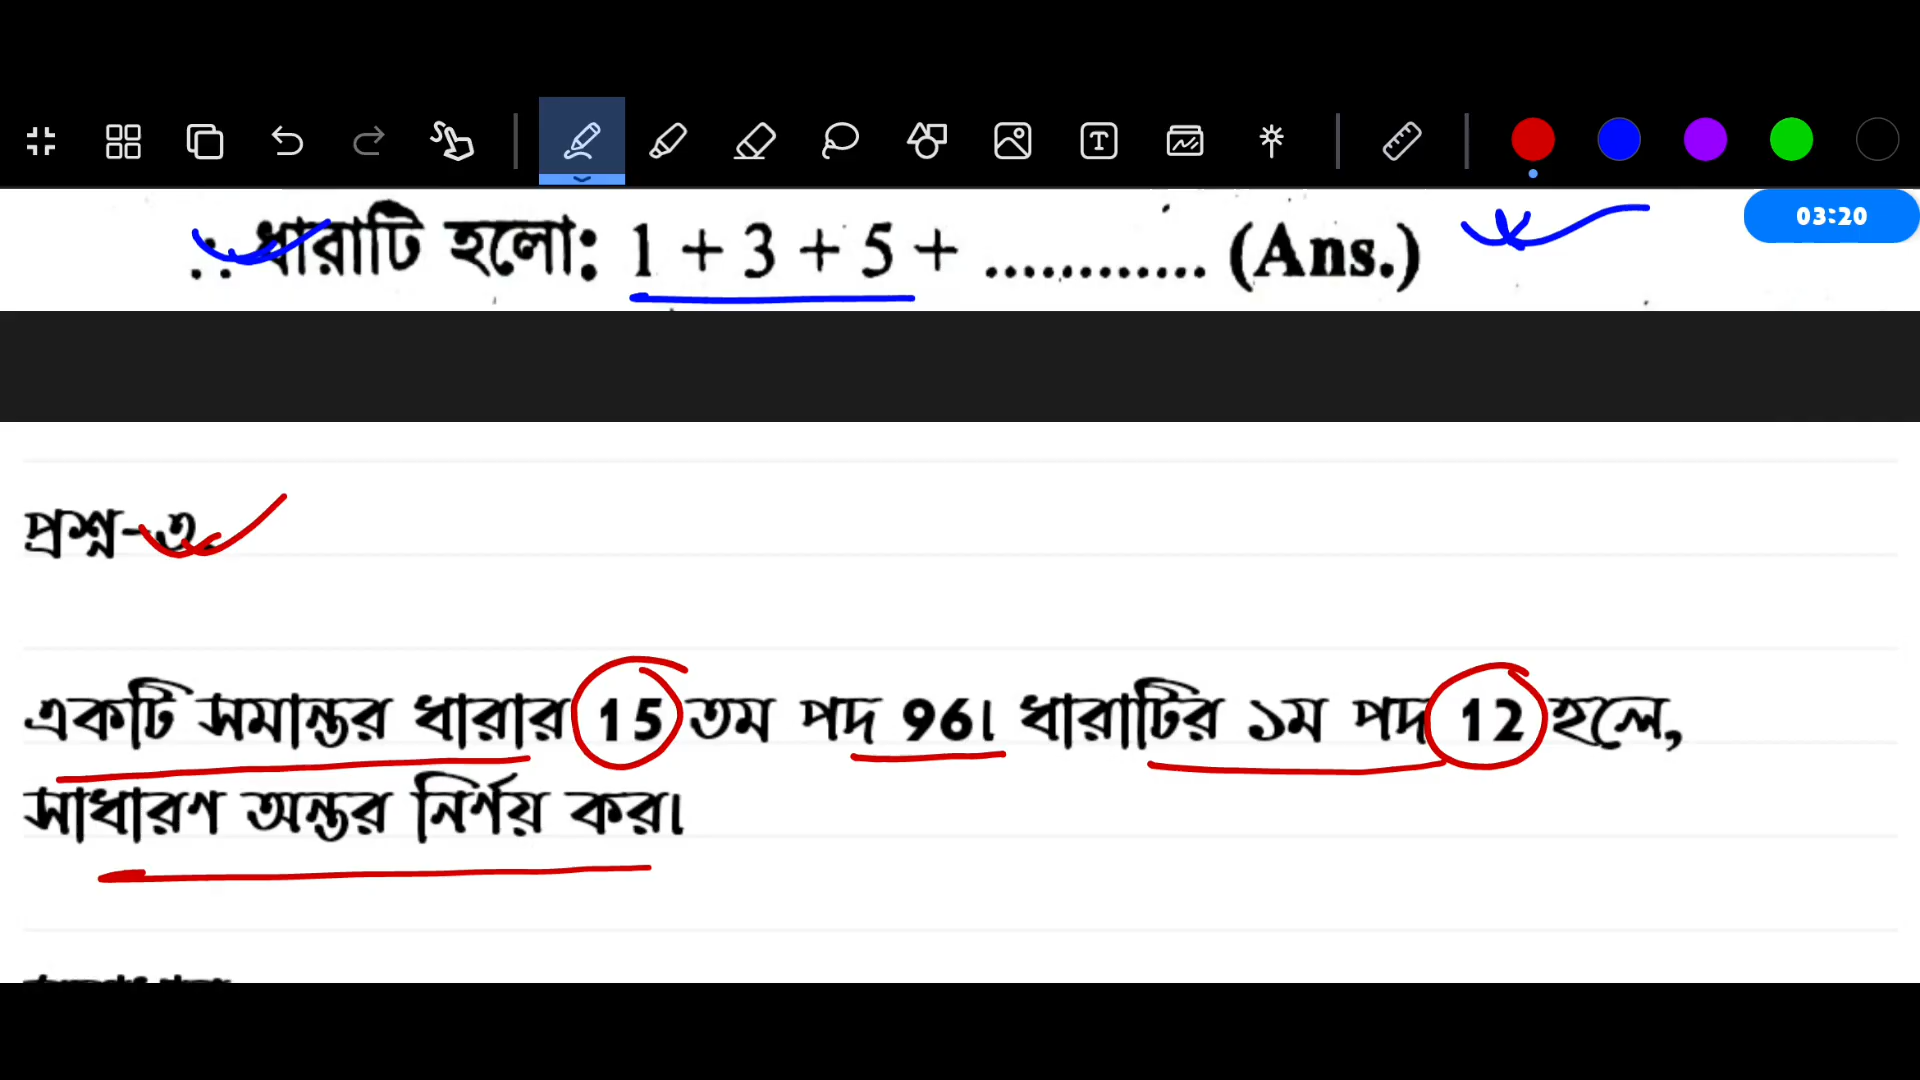 03:20
∴ ধারাটি হলো: 1 + 3 + 5 + ............ (Ans.)
প্রশ্ন-৩.
একটি সমান্তর ধারার 15 তম পদ 96। ধারাটির ১ম পদ 12 হলে,
সাধারণ অন্তর নির্ণয় কর।